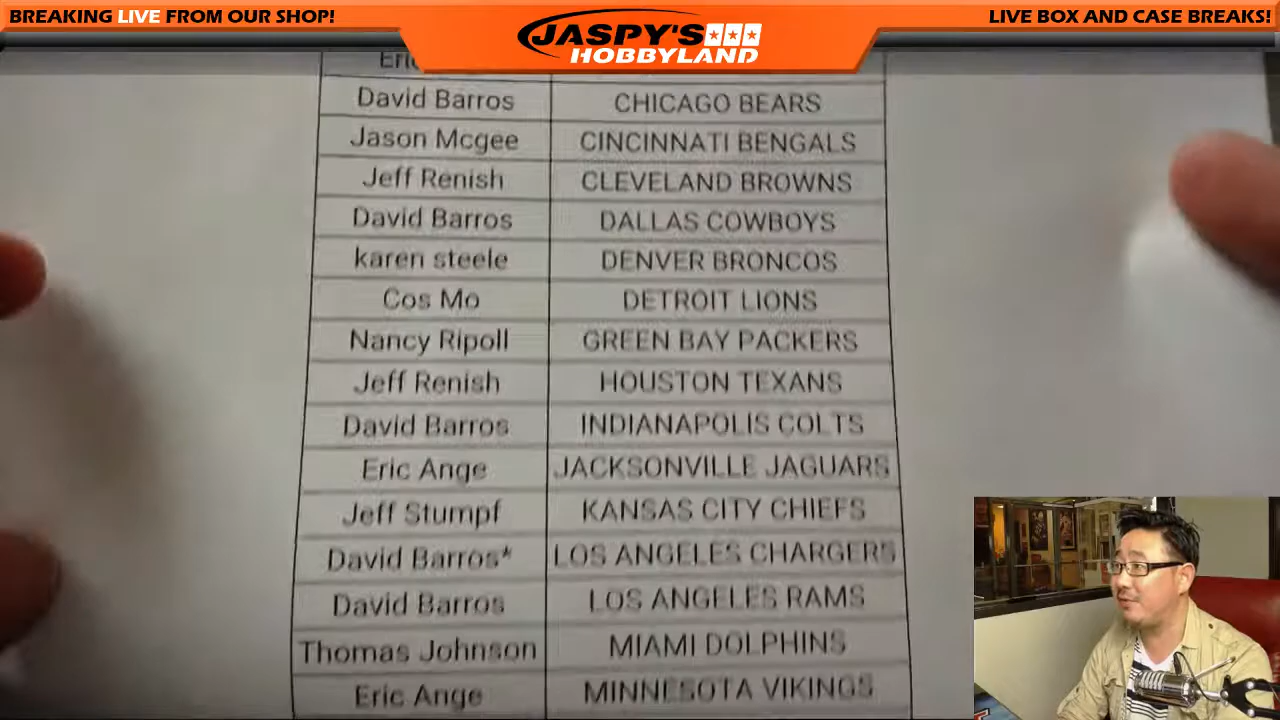 BREAKING LIVE FROM OUR SHOP!
JASPY'S
HOBBYLAND
LIVE BOX AND CASE BREAKS!
David Barros CHICAGO BEARS
Jason Mcgee CINCINNATI BENGALS
Jeff Renish CLEVELAND BROWNS
David Barros DALLAS COWBOYS
karen steele DENVER BRONCOS
Cos Mo DETROIT LIONS
Nancy Ripoll GREEN BAY PACKERS
Jeff Renish HOUSTON TEXANS
David Barros INDIANAPOLIS COLTS
Eric Ange JACKSONVILLE JAGUARS
Jeff Stumpf KANSAS CITY CHIEFS
David Barros* LOS ANGELES CHARGERS
David Barros LOS ANGELES RAMS
Thomas Johnson MIAMI DOLPHINS
Eric Ange MINNESOTA VIKINGS